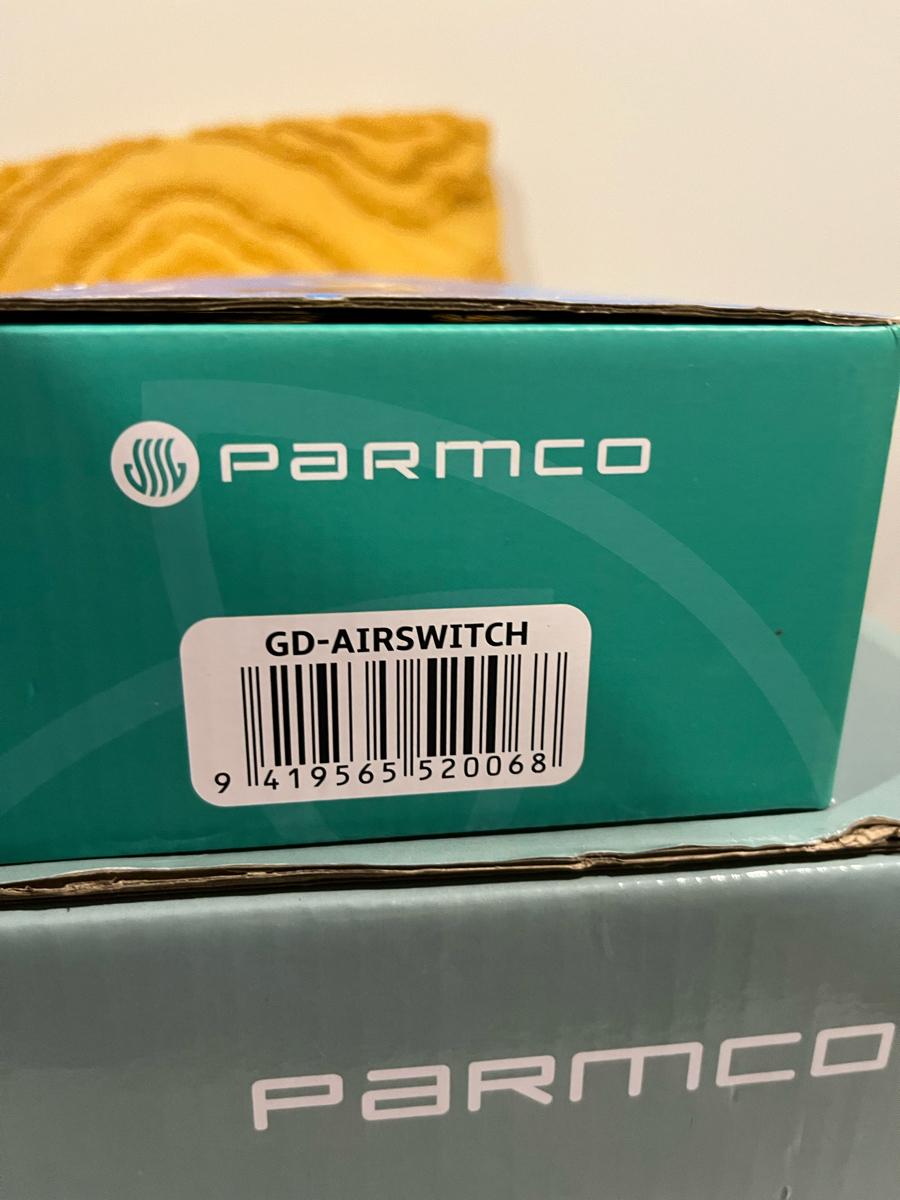 PARMCO
GD-AIRSWITCH
9 419565 520068
PARMCO